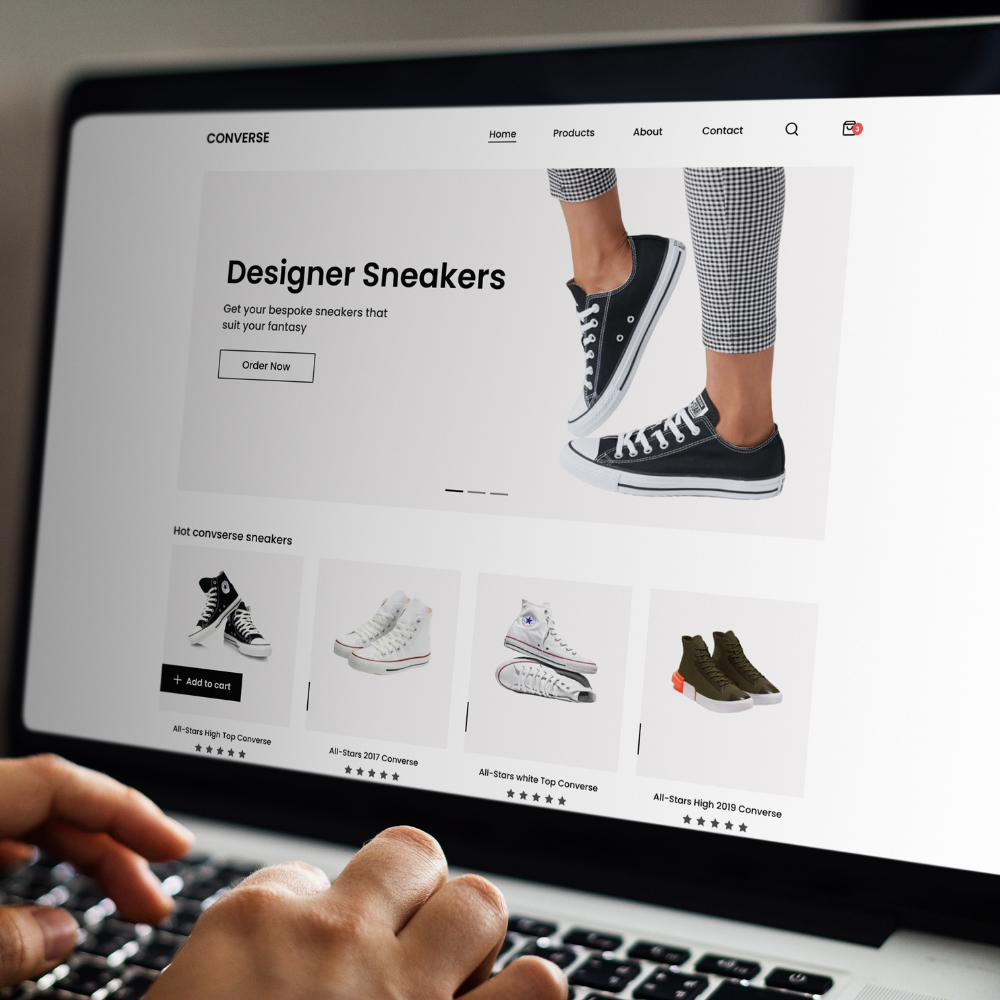 CONVERSE
Home
Products
About
Contact
3
Designer Sneakers
Get your bespoke sneakers that
suit your fantasy
Order Now
Hot convserse sneakers
+ Add to cart
All-Stars High Top Converse
All-Stars 2017 Converse
All-Stars white Top Converse
All-Stars High 2019 Converse